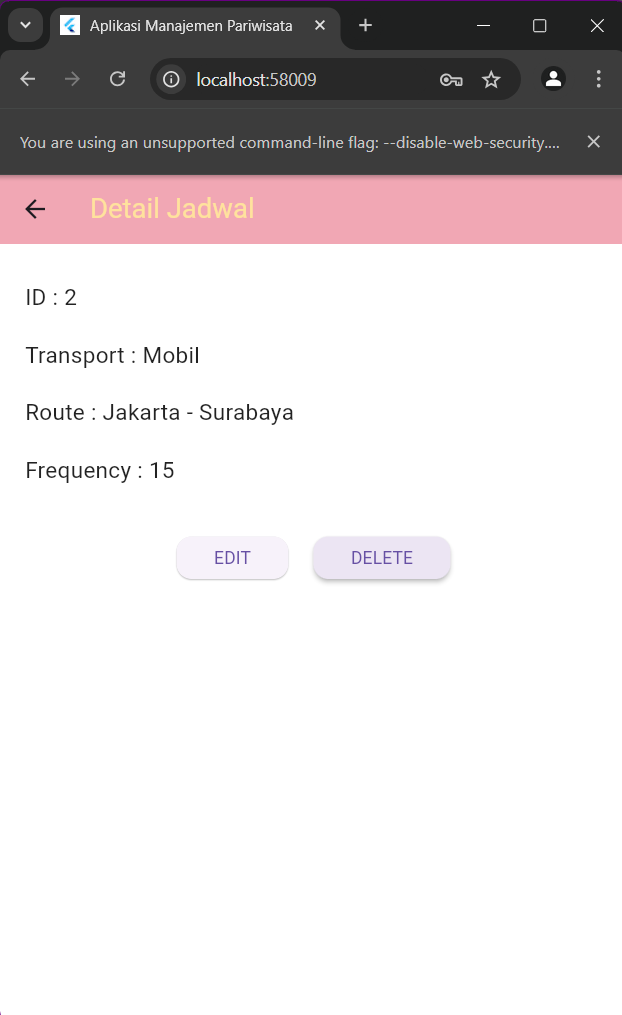 Aplikasi Manajemen Pariwisata
localhost:58009
You are using an unsupported command-line flag: --disable-web-security....
Detail Jadwal
ID : 2
Transport : Mobil
Route : Jakarta - Surabaya
Frequency : 15
EDIT
DELETE